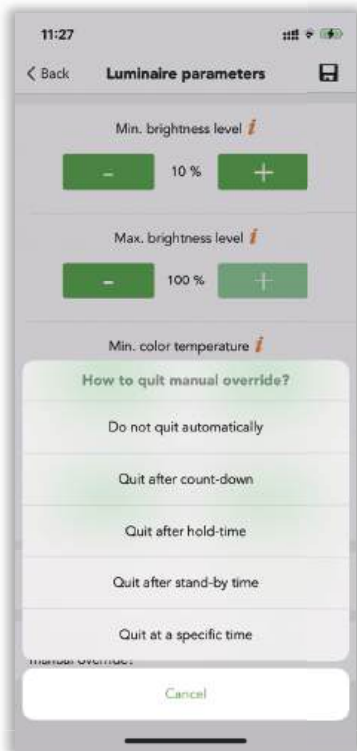 11:27
< Back Luminaire parameters
Min. brightness level i
- 10 % +
Max. brightness level i
- 100 % +
Min. color temperature i
How to quit manual override?
Do not quit automatically
Quit after count-down
Quit after hold-time
Quit after stand-by time
Quit at a specific time
manual override?
Cancel